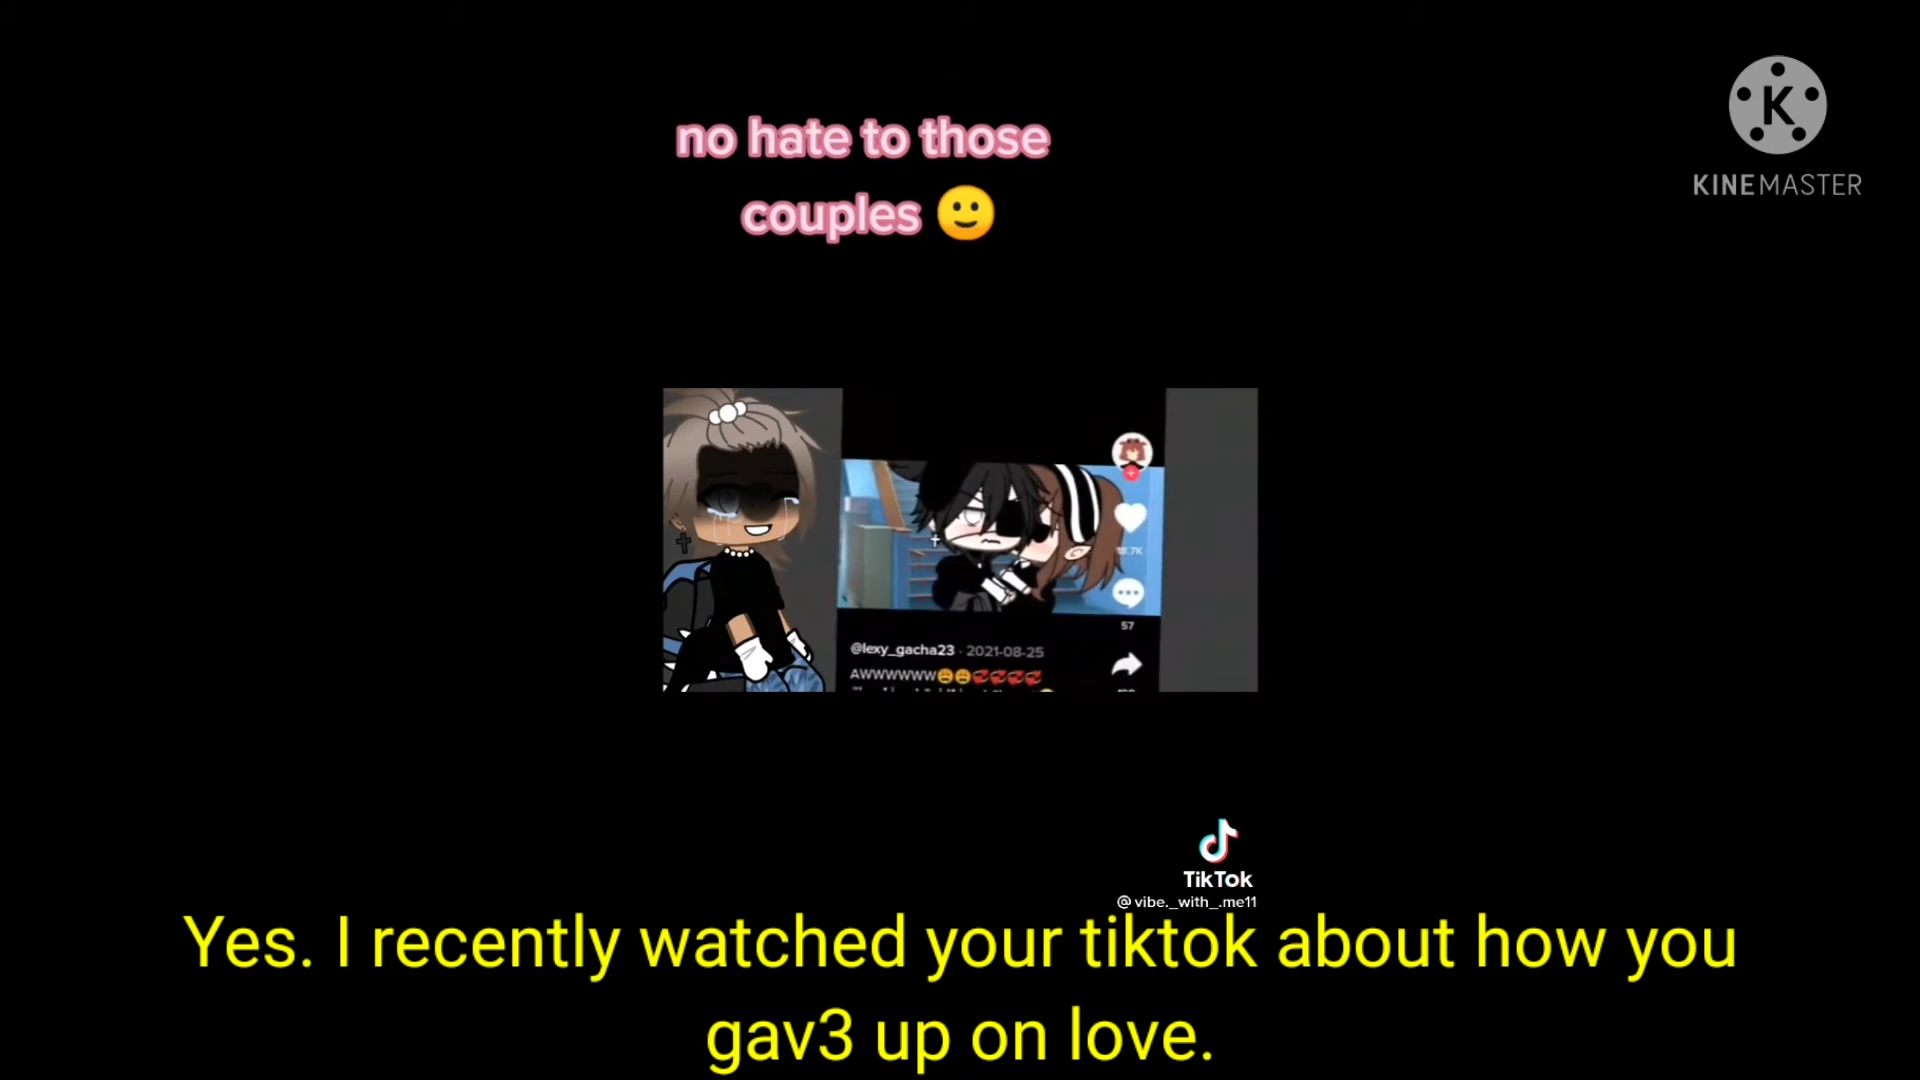 no hate to those
couples 🙂
K
KINEMASTER
57
@lexy_gacha23 · 2021-08-25
AWWWWWW😩😩💞💞💞💞
TikTok
@vibe._with_.me11
Yes. I recently watched your tiktok about how you
gav3 up on love.